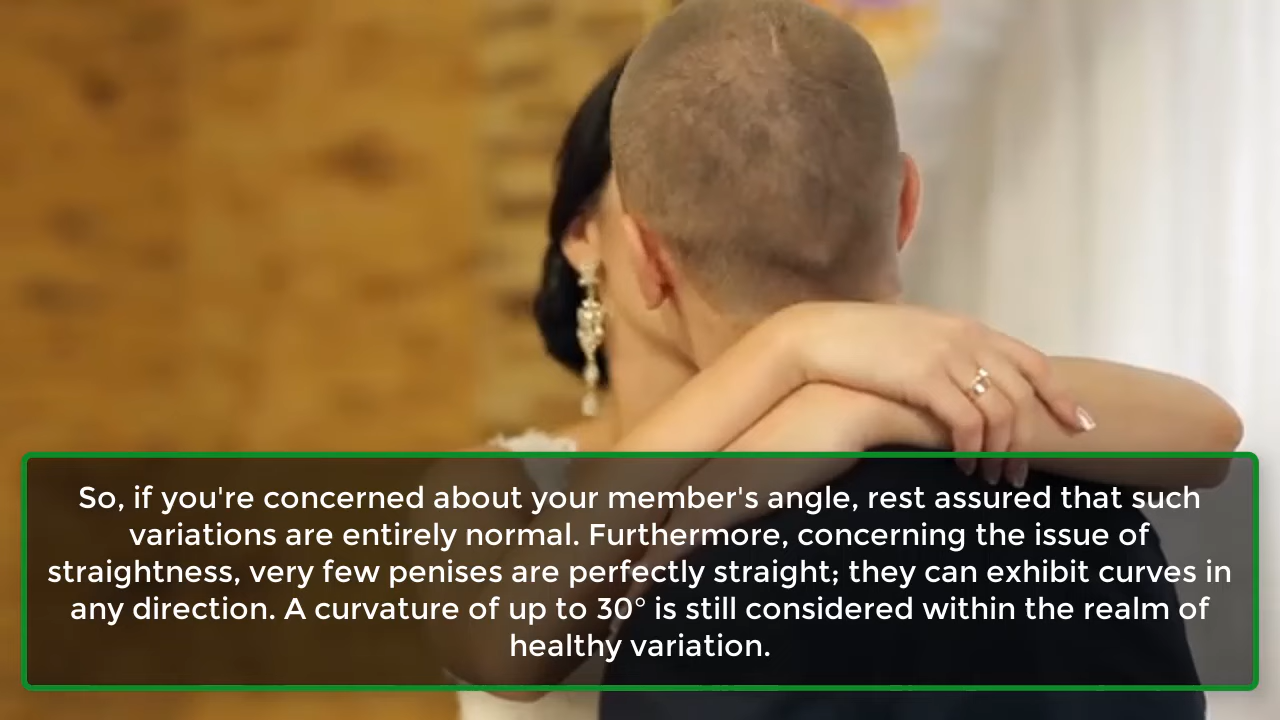 So, if you're concerned about your member's angle, rest assured that such
variations are entirely normal. Furthermore, concerning the issue of
straightness, very few penises are perfectly straight; they can exhibit curves in
any direction. A curvature of up to 30° is still considered within the realm of
healthy variation.